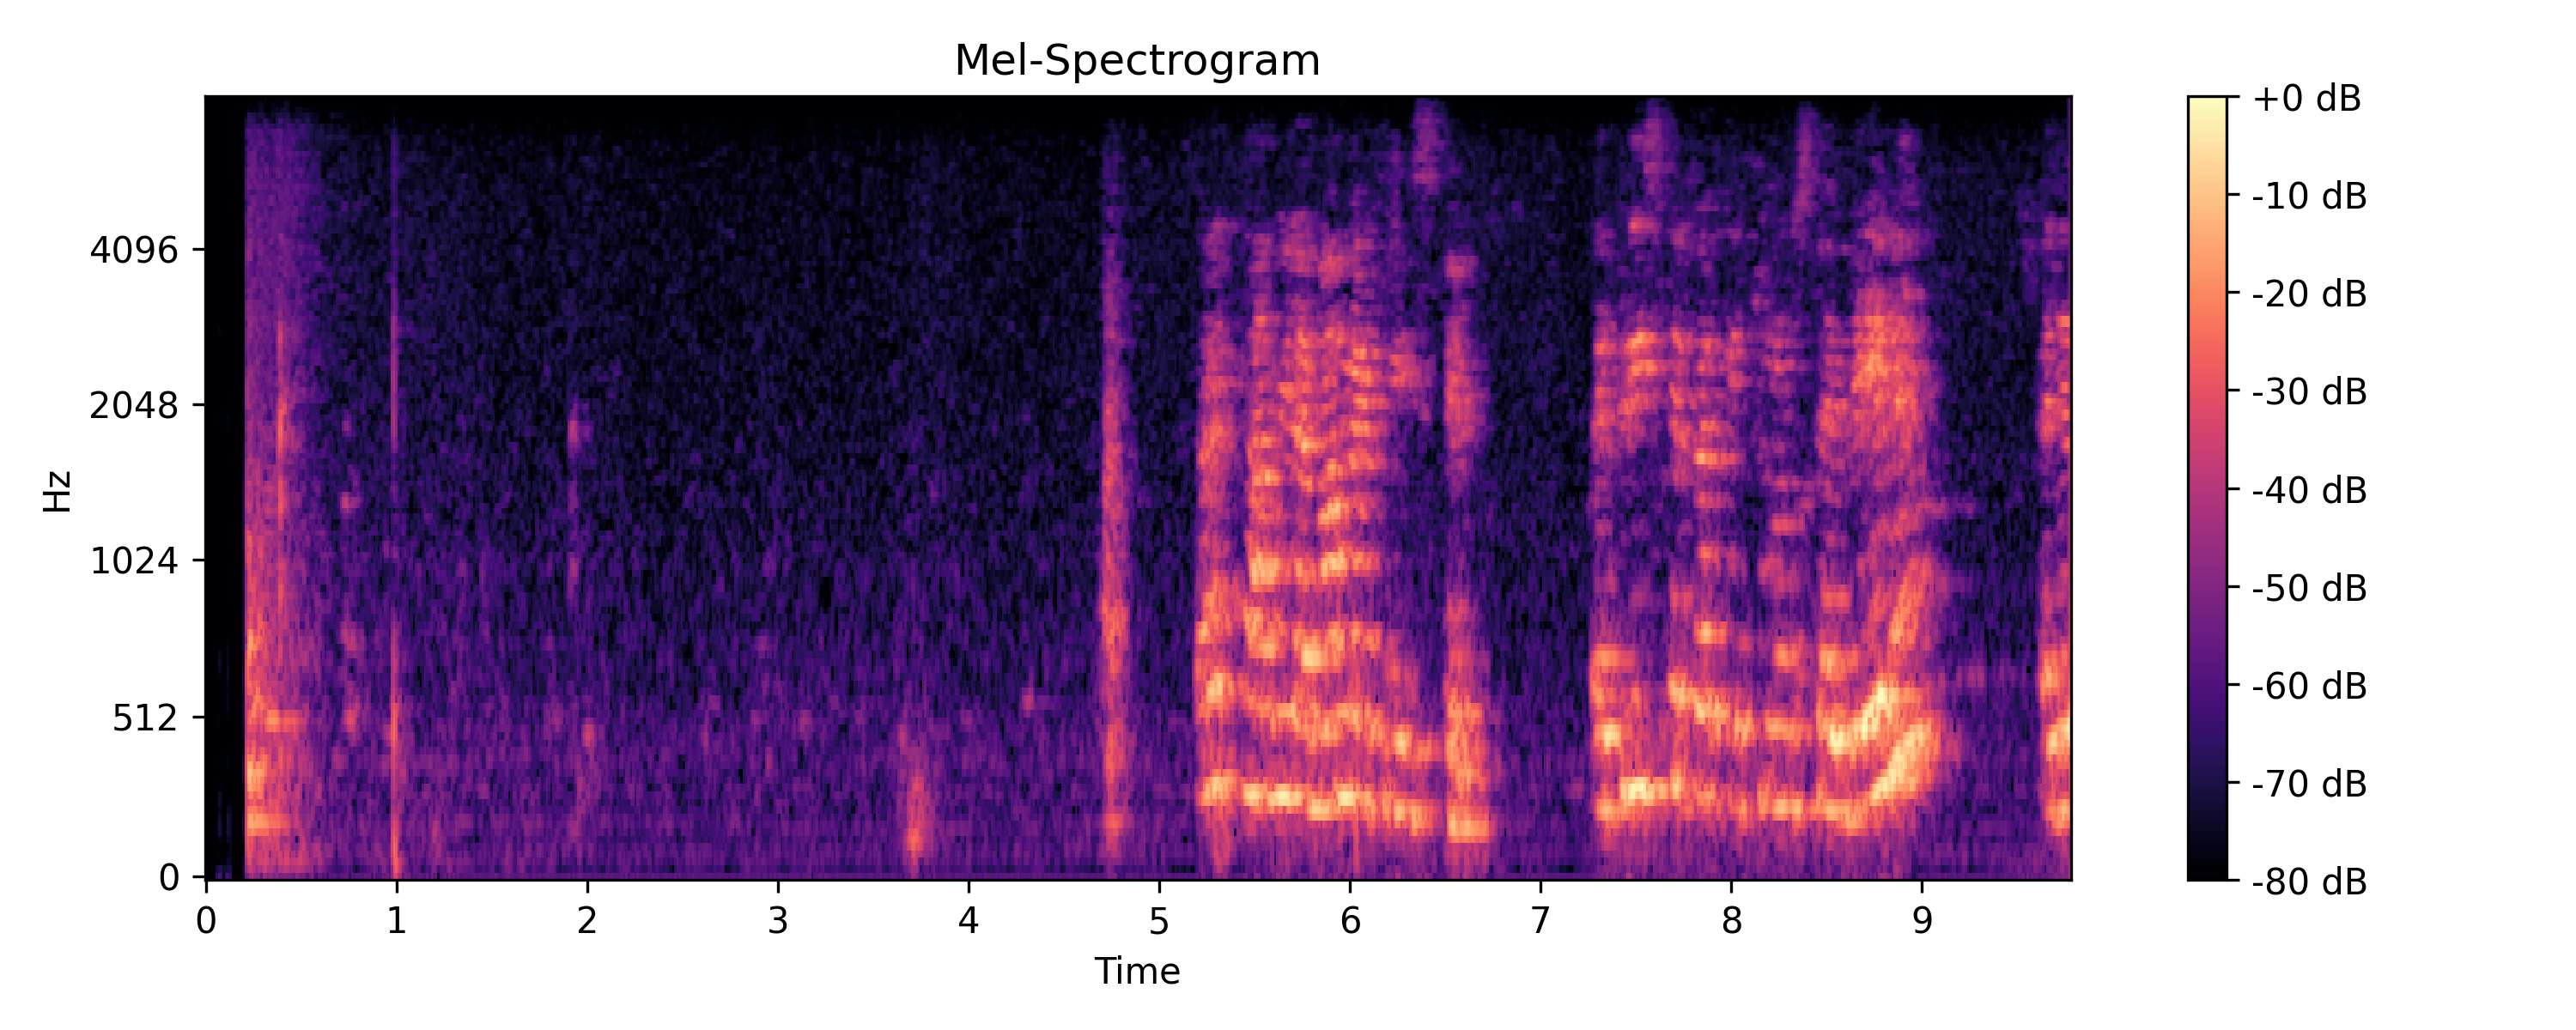 Mel-Spectrogram
+0 dB
-10 dB
-20 dB
-30 dB
-40 dB
-50 dB
-60 dB
-70 dB
-80 dB
4096
2048
1024
512
0
Hz
0 1 2 3 4 5 6 7 8 9
Time